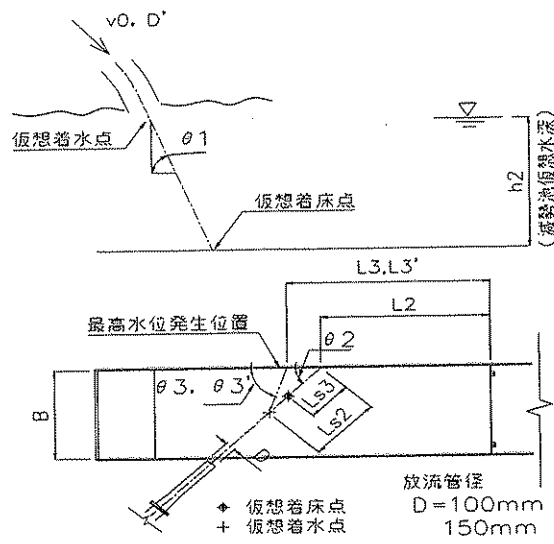 v0. D'
仮想着水点
θ1
仮想着床点
h2
(減勢池仮想水深)
L3.L3'
L2
最高水位発生位置
θ2
θ3. θ3'
Ls3
Ls2
B
D
仮想着床点
仮想着水点
放流管径
D=100mm
150mm